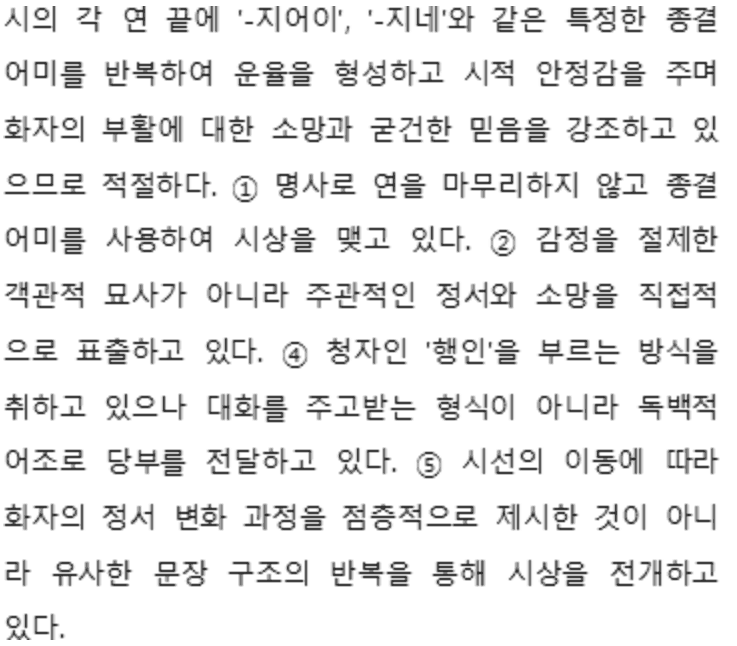 시의 각 연 끝에 '-지어이', '-지네'와 같은 특정한 종결
어미를 반복하여 운율을 형성하고 시적 안정감을 주며
화자의 부활에 대한 소망과 굳건한 믿음을 강조하고 있
으므로 적절하다. ① 명사로 연을 마무리하지 않고 종결
어미를 사용하여 시상을 맺고 있다. ② 감정을 절제한
객관적 묘사가 아니라 주관적인 정서와 소망을 직접적
으로 표출하고 있다. ④ 청자인 '행인'을 부르는 방식을
취하고 있으나 대화를 주고받는 형식이 아니라 독백적
어조로 당부를 전달하고 있다. ⑤ 시선의 이동에 따라
화자의 정서 변화 과정을 점층적으로 제시한 것이 아니
라 유사한 문장 구조의 반복을 통해 시상을 전개하고
있다.